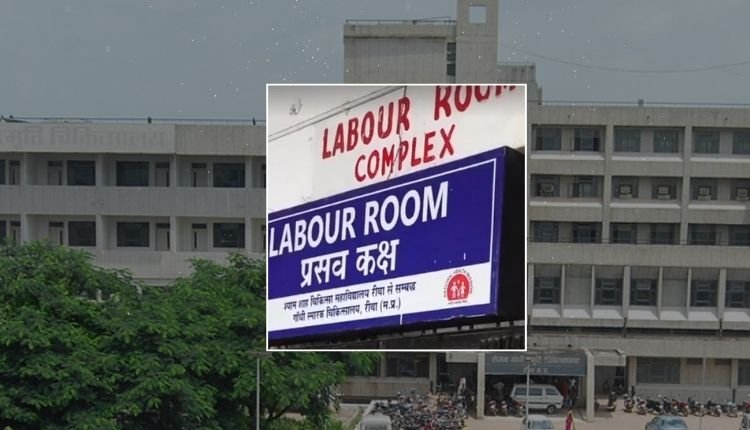 LABOUR ROOM
COMPLEX
LABOUR ROOM
प्रसव कक्ष
श्याम शाह चिकित्सा महाविद्यालय रीवा से सम्बद्ध
गाँधी स्मारक चिकित्सालय, रीवा (म.प्र.)